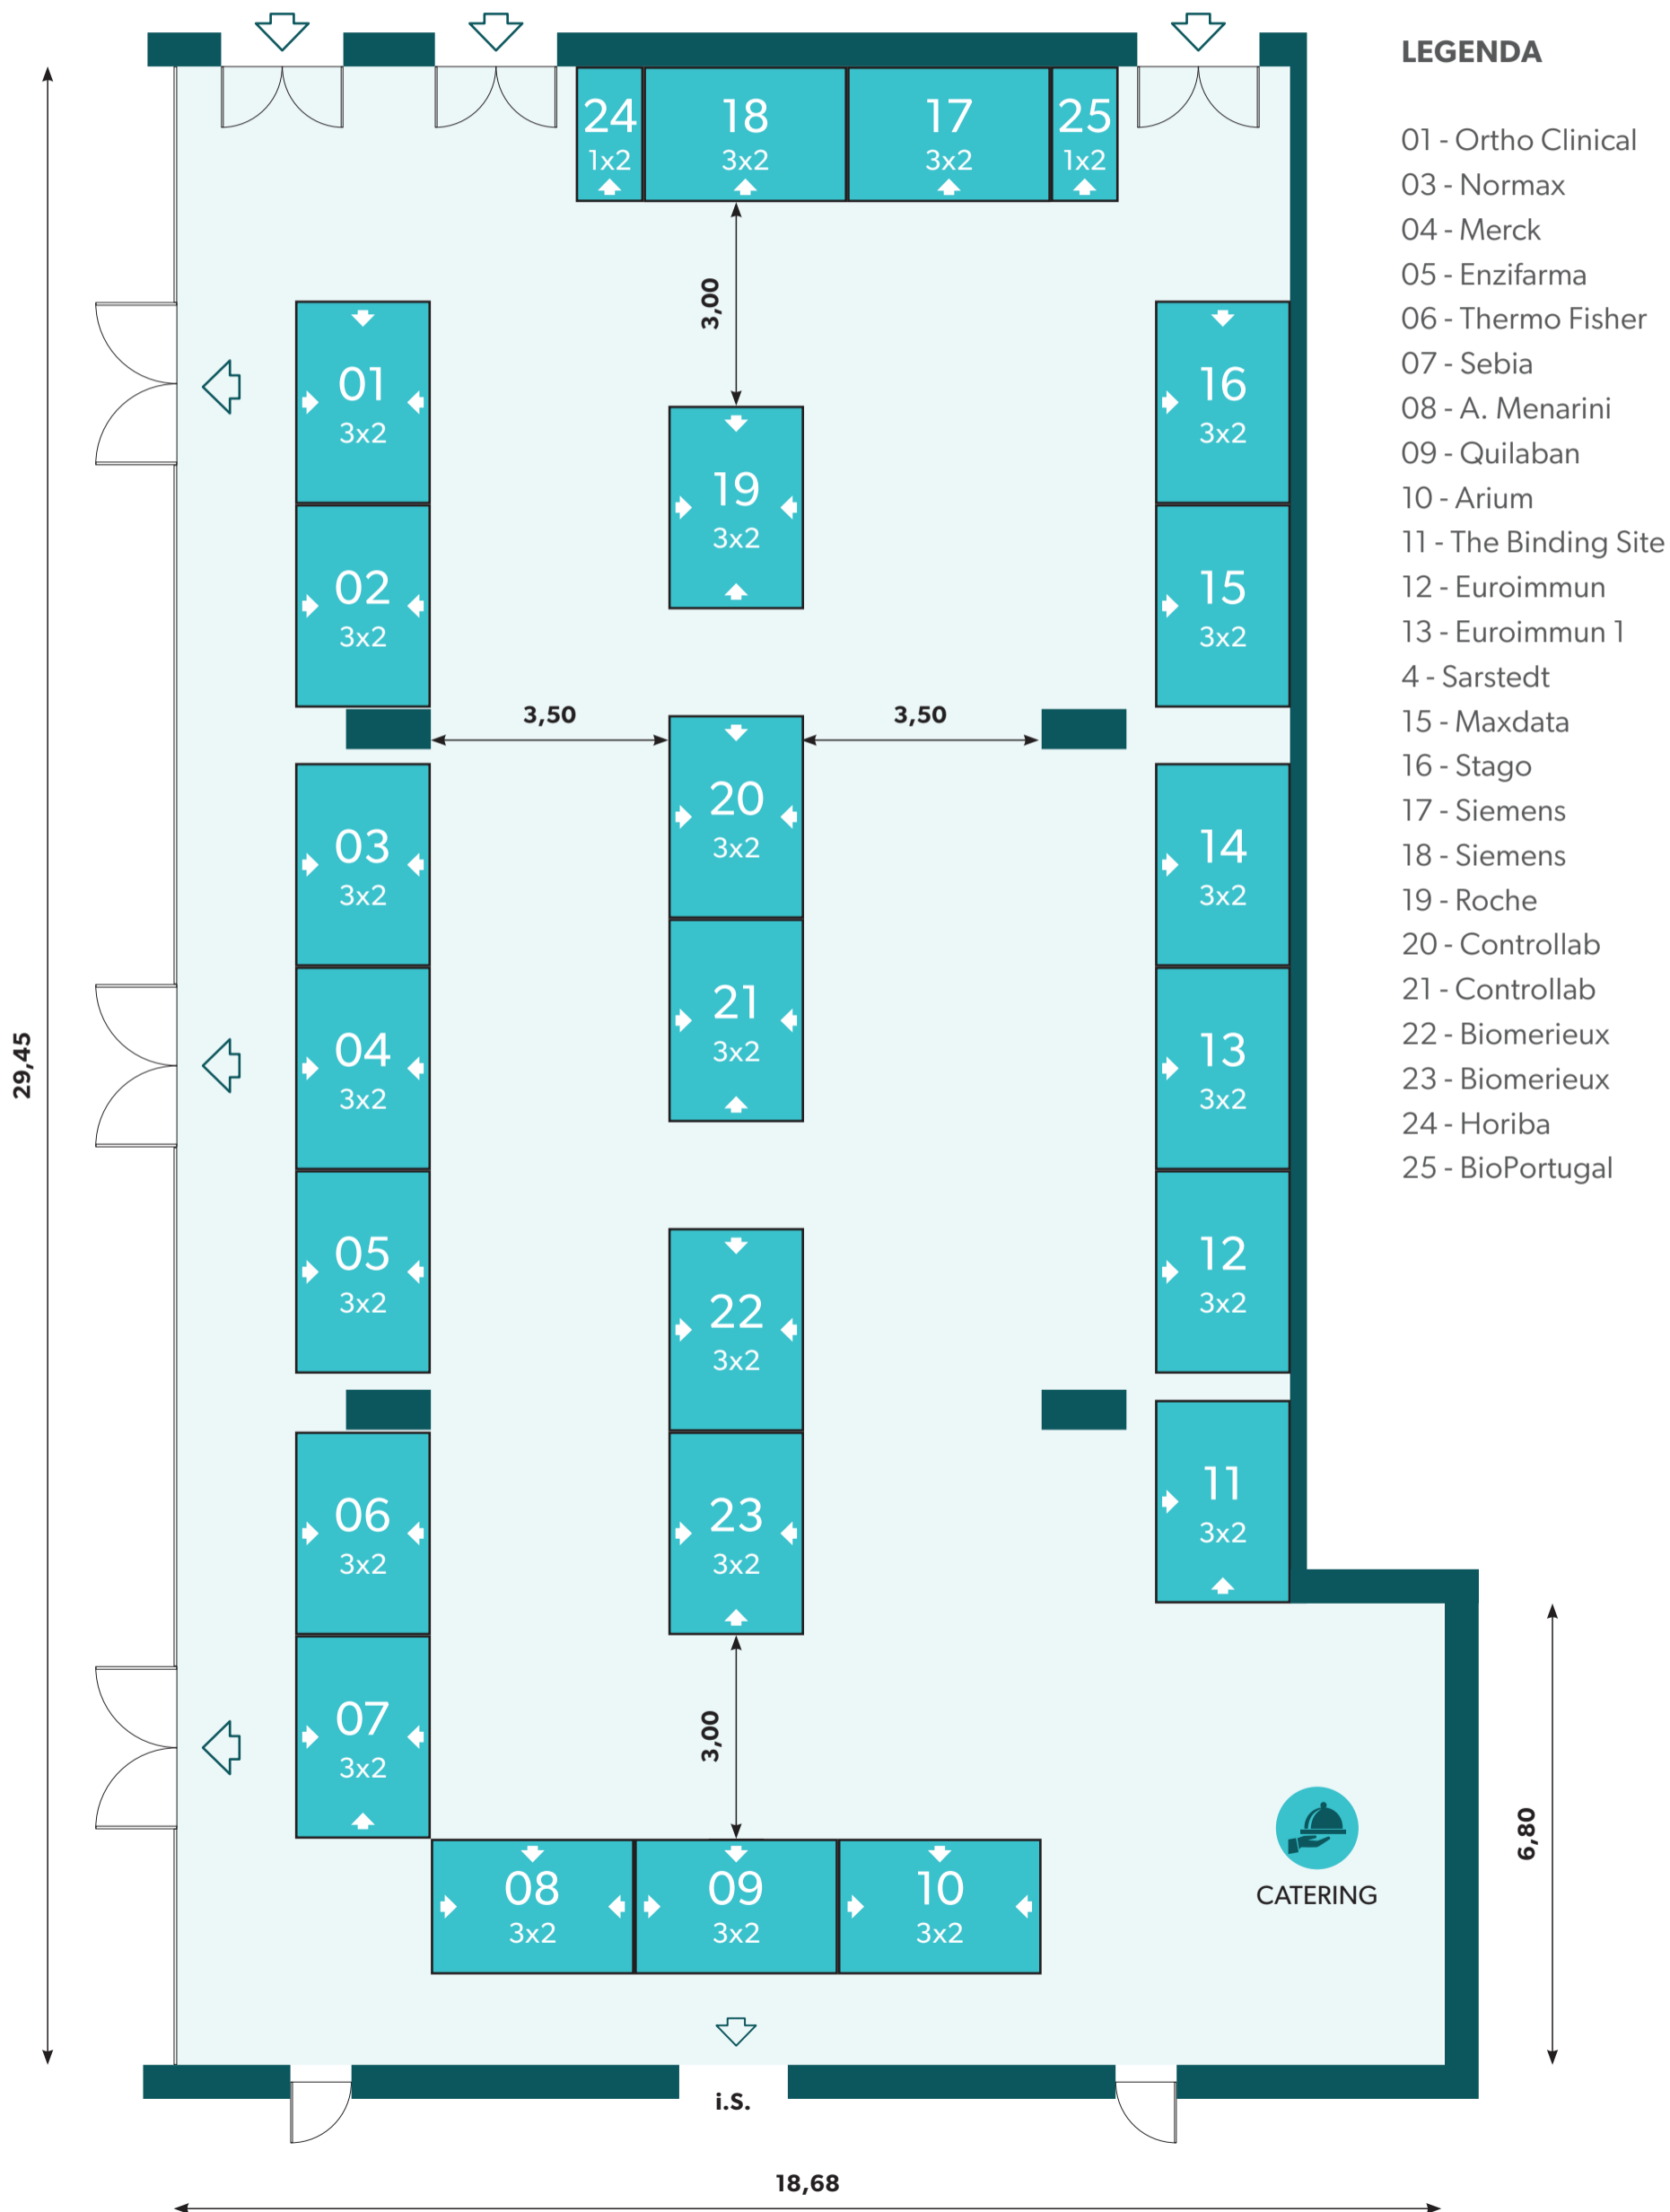 LEGENDA
01 - Ortho Clinical
03 - Normax
04 - Merck
05 - Enzifarma
06 - Thermo Fisher
07 - Sebia
08 - A. Menarini
09 - Quilaban
10 - Arium
11 - The Binding Site
12 - Euroimmun
13 - Euroimmun 1
4 - Sarstedt
15 - Maxdata
16 - Stago
17 - Siemens
18 - Siemens
19 - Roche
20 - Controllab
21 - Controllab
22 - Biomerieux
23 - Biomerieux
24 - Horiba
25 - BioPortugal
24
1x2
18
3x2
17
3x2
25
1x2
3,00
01
3x2
19
3x2
16
3x2
02
3x2
15
3x2
3,50
3,50
03
3x2
20
3x2
14
3x2
29,45
04
3x2
21
3x2
13
3x2
05
3x2
22
3x2
12
3x2
06
3x2
23
3x2
11
3x2
07
3x2
3,00
6,80
CATERING
08
3x2
09
3x2
10
3x2
i.S.
18,68